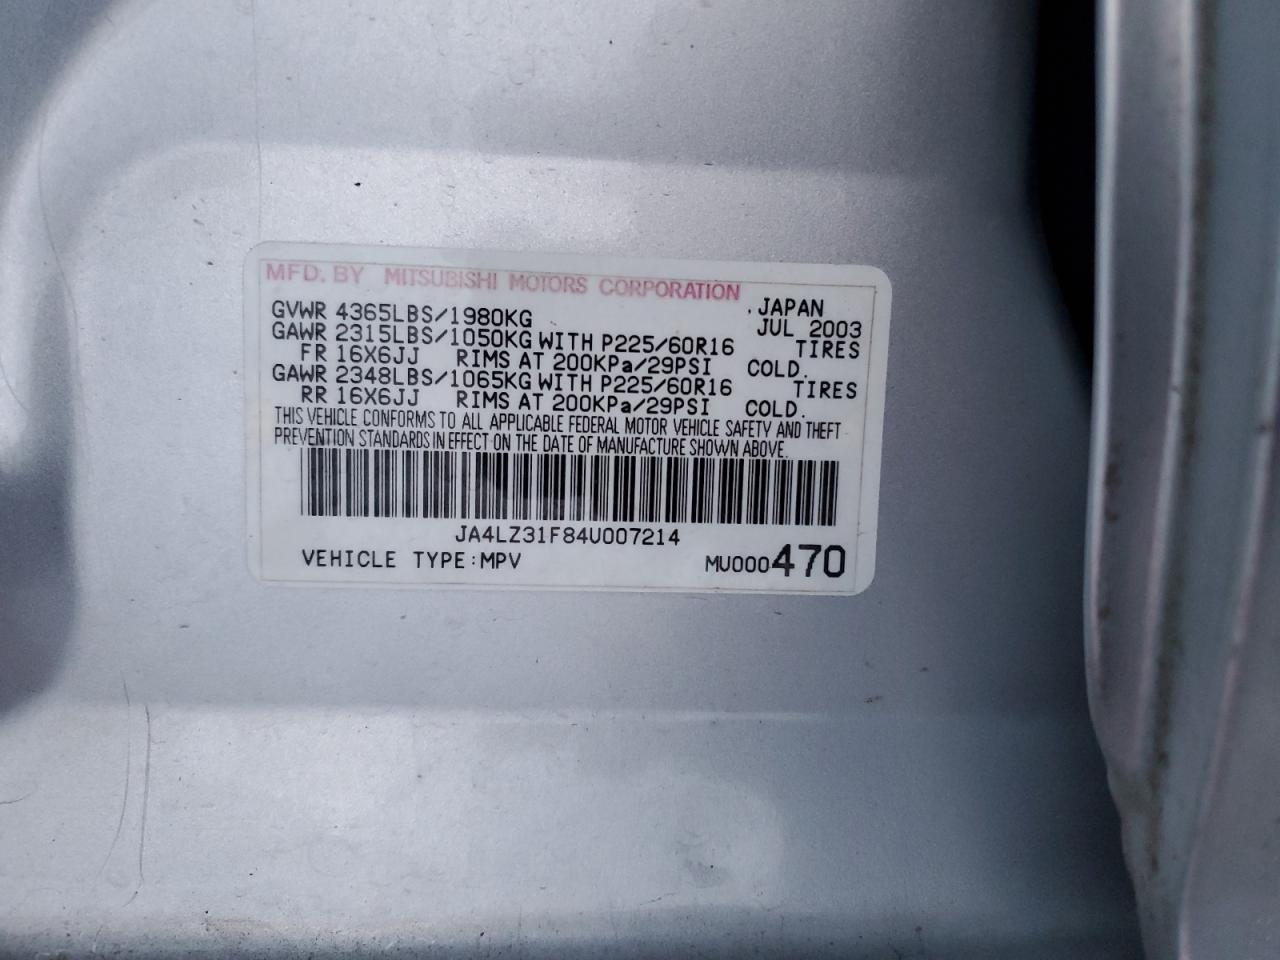 MFD. BY MITSUBISHI MOTORS CORPORATION
GVWR 4365LBS/1980KG . JAPAN
GAWR 2315LBS/1050KG WITH P225/60R16 JUL 2003
FR 16X6JJ RIMS AT 200KPa/29PSI COLD. TIRES
GAWR 2348LBS/1065KG WITH P225/60R16 TIRES
RR 16X6JJ RIMS AT 200KPa/29PSI COLD.
THIS VEHICLE CONFORMS TO ALL APPLICABLE FEDERAL MOTOR VEHICLE SAFETY AND THEFT
PREVENTION STANDARDS IN EFFECT ON THE DATE OF MANUFACTURE SHOWN ABOVE.
JA4LZ31F84U007214
VEHICLE TYPE:MPV MU000470